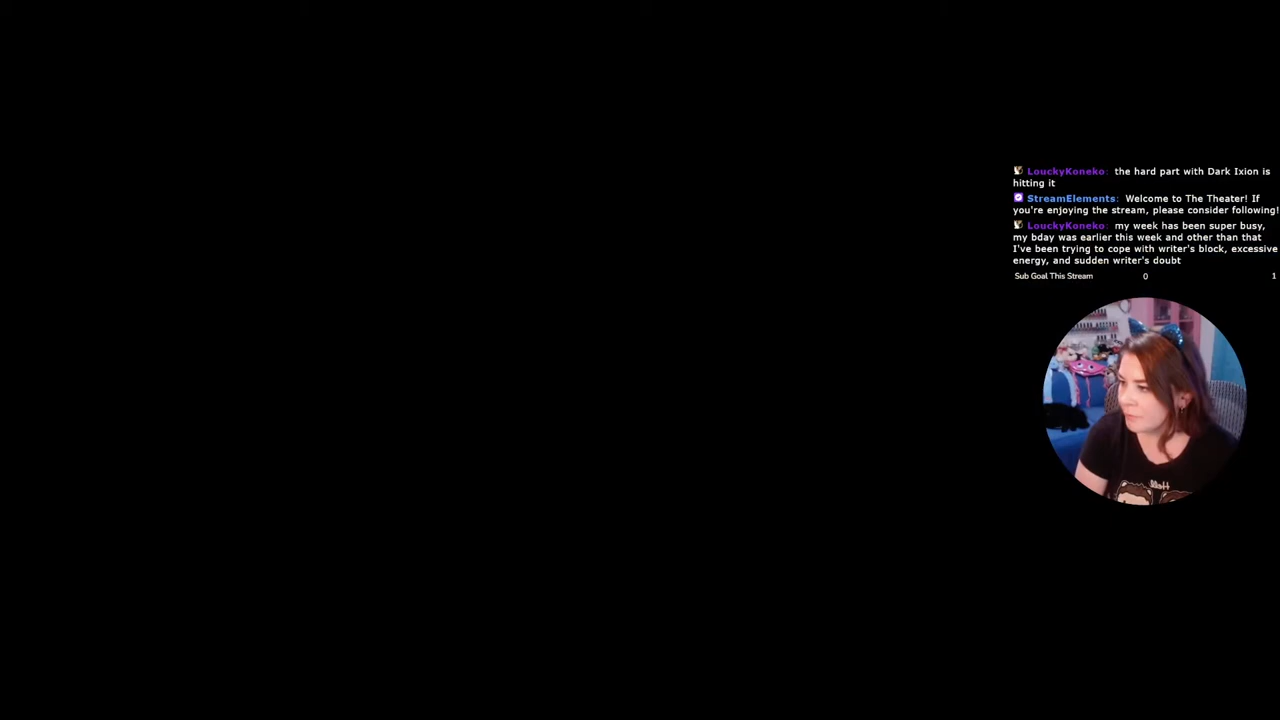 LouckyKoneko: the hard part with Dark Ixion is
hitting it
StreamElements: Welcome to The Theater! If
you're enjoying the stream, please consider following!
LouckyKoneko: my week has been super busy,
my bday was earlier this week and other than that
I've been trying to cope with writer's block, excessive
energy, and sudden writer's doubt
Sub Goal This Stream 0 1